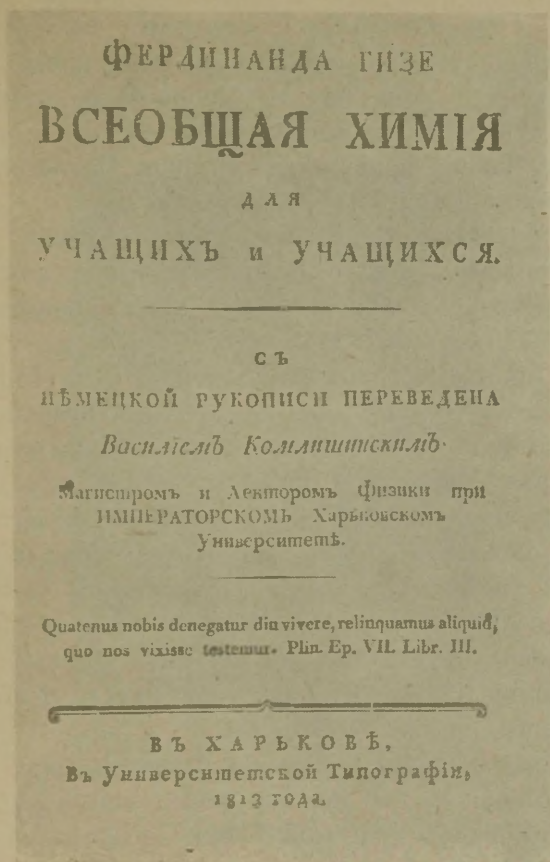 ФЕРДИНАНДА ГИЗЕ
ВСЕОБЩАЯ ХИМІЯ
ДЛЯ
УЧАЩИХЪ и УЧАЩИХСЯ.
СЪ
НѢМЕЦКОЙ РУКОПИСИ ПЕРЕВЕДЕНА
Василіемъ Комлишинскимъ
Магистромъ и Лекторомъ Физики при
ИМПЕРАТОРСКОМЬ Харьковскомъ
Университетѣ.
Quatenus nobis denegatur diu vivere, relinquamus aliquid,
quo nos vixisse testemur. Plin. Ep. VII. Libr. III.
ВЪ ХАРЬКОВѢ,
Въ Университетской Типографіи,
1813 года.